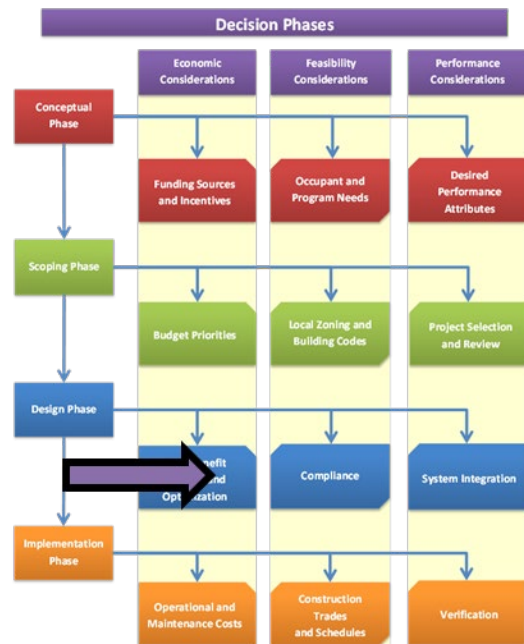 Decision Phases
Economic
Considerations
Feasibility
Considerations
Performance
Considerations
Conceptual
Phase
Funding Sources
and Incentives
Occupant and
Program Needs
Desired
Performance
Attributes
Scoping Phase
Budget Priorities
Local Zoning and
Building Codes
Project Selection
and Review
Design Phase
Optimization
Compliance
System Integration
Implementation
Phase
Operational and
Maintenance Costs
Construction
Trades
and Schedules
Verification